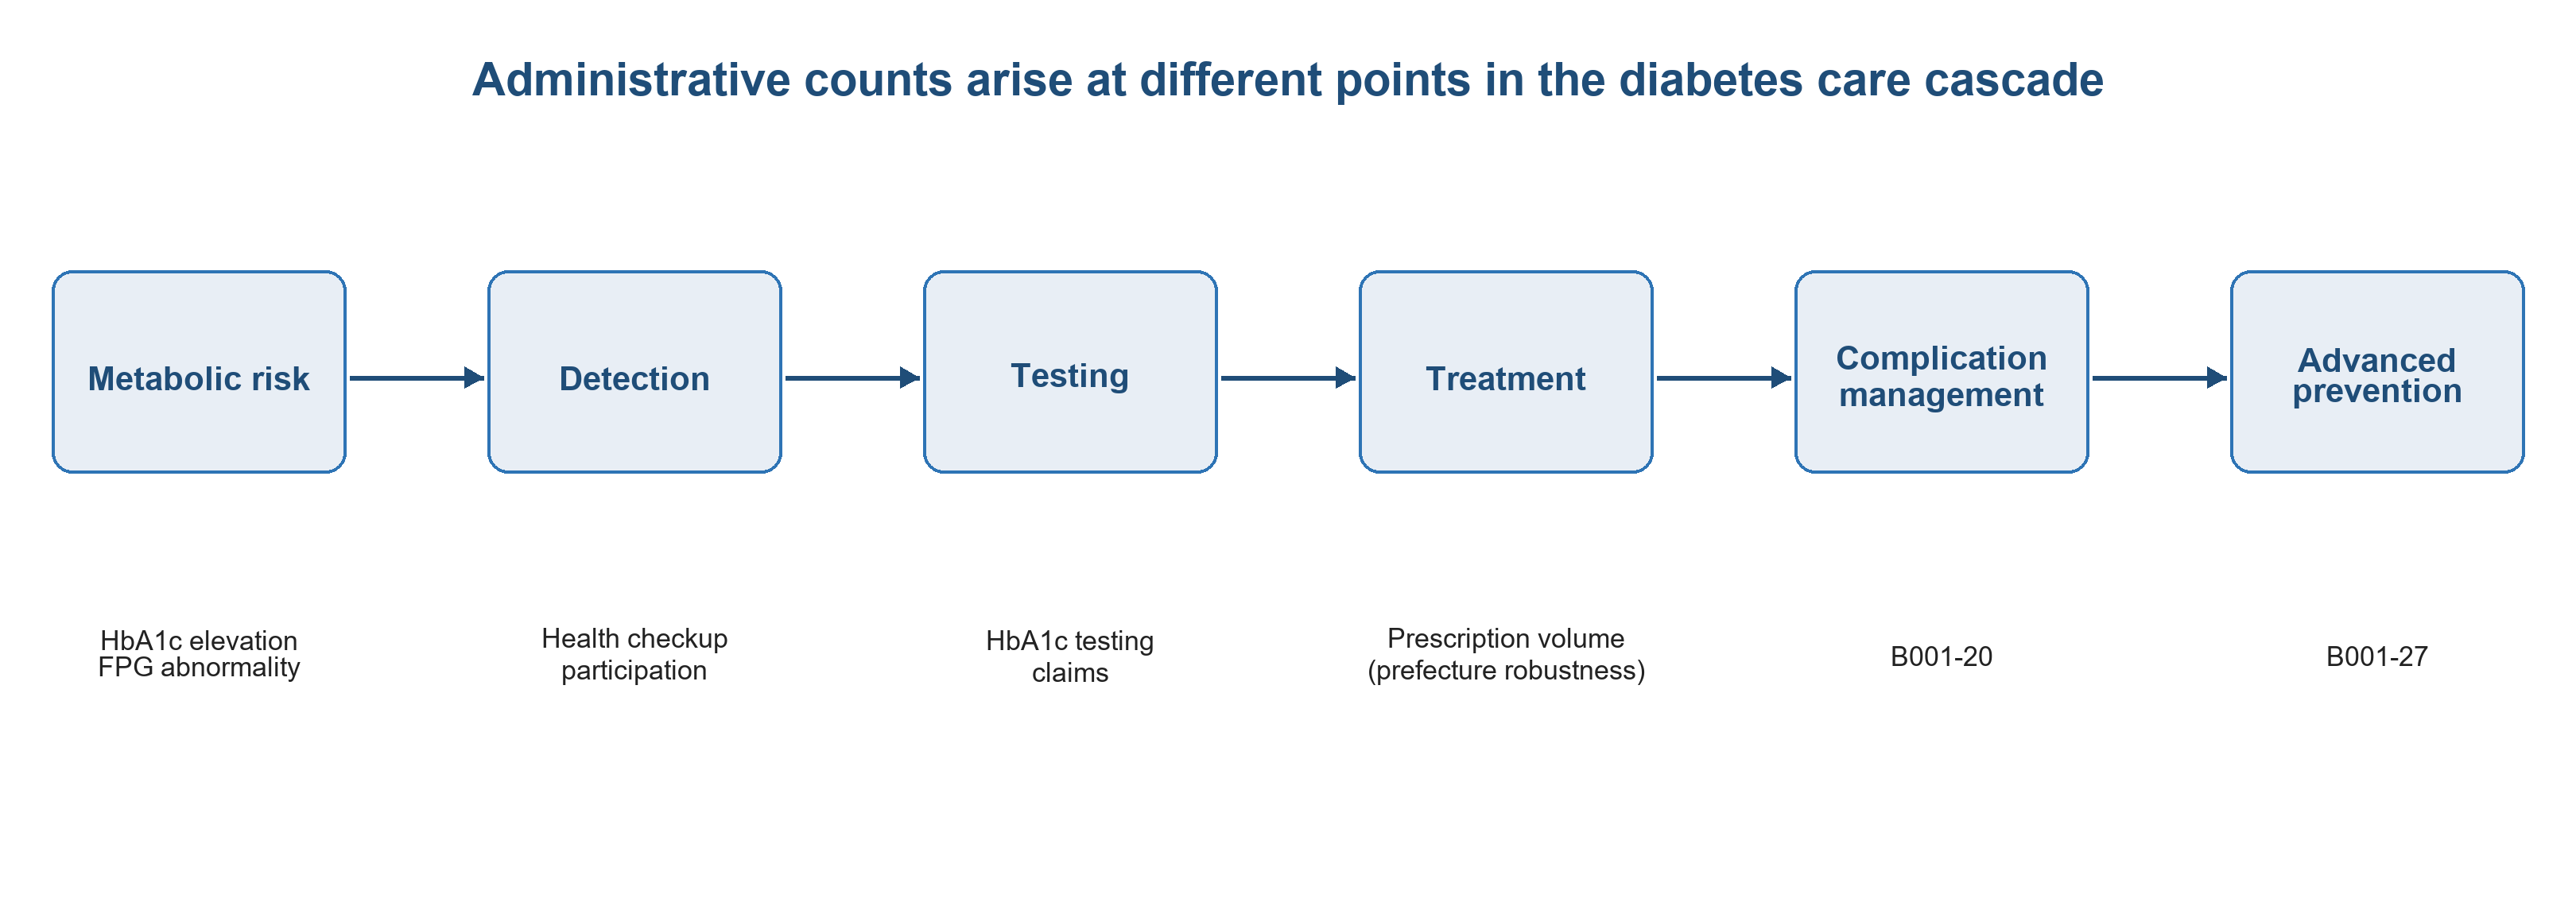 Administrative counts arise at different points in the diabetes care cascade
Metabolic risk
Detection
Testing
Treatment
Complication
management
Advanced
prevention
HbA1c elevation
FPG abnormality
Health checkup
participation
HbA1c testing
claims
Prescription volume
(prefecture robustness)
B001-20
B001-27